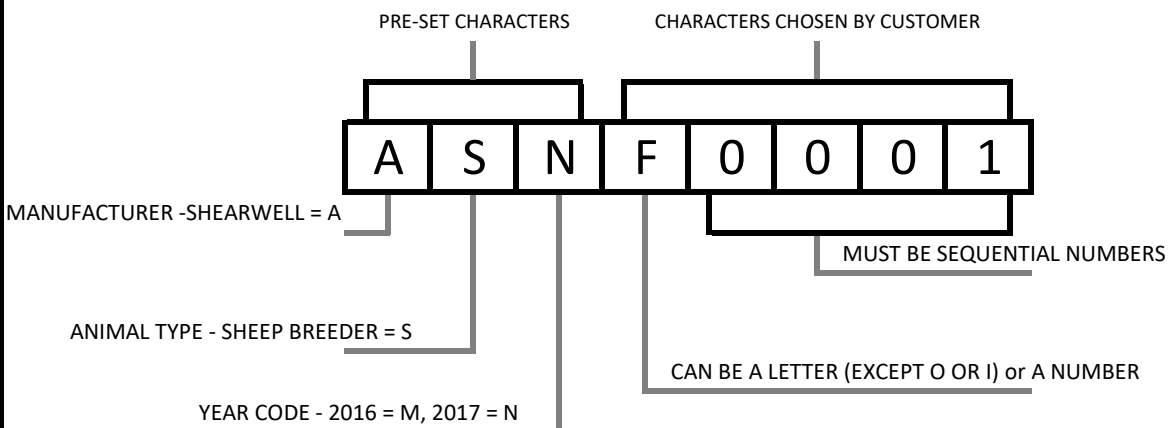 PRE-SET CHARACTERS
CHARACTERS CHOSEN BY CUSTOMER
A S N F 0 0 0 1
MANUFACTURER -SHEARWELL = A
MUST BE SEQUENTIAL NUMBERS
ANIMAL TYPE - SHEEP BREEDER = S
CAN BE A LETTER (EXCEPT O OR I) or A NUMBER
YEAR CODE - 2016 = M, 2017 = N